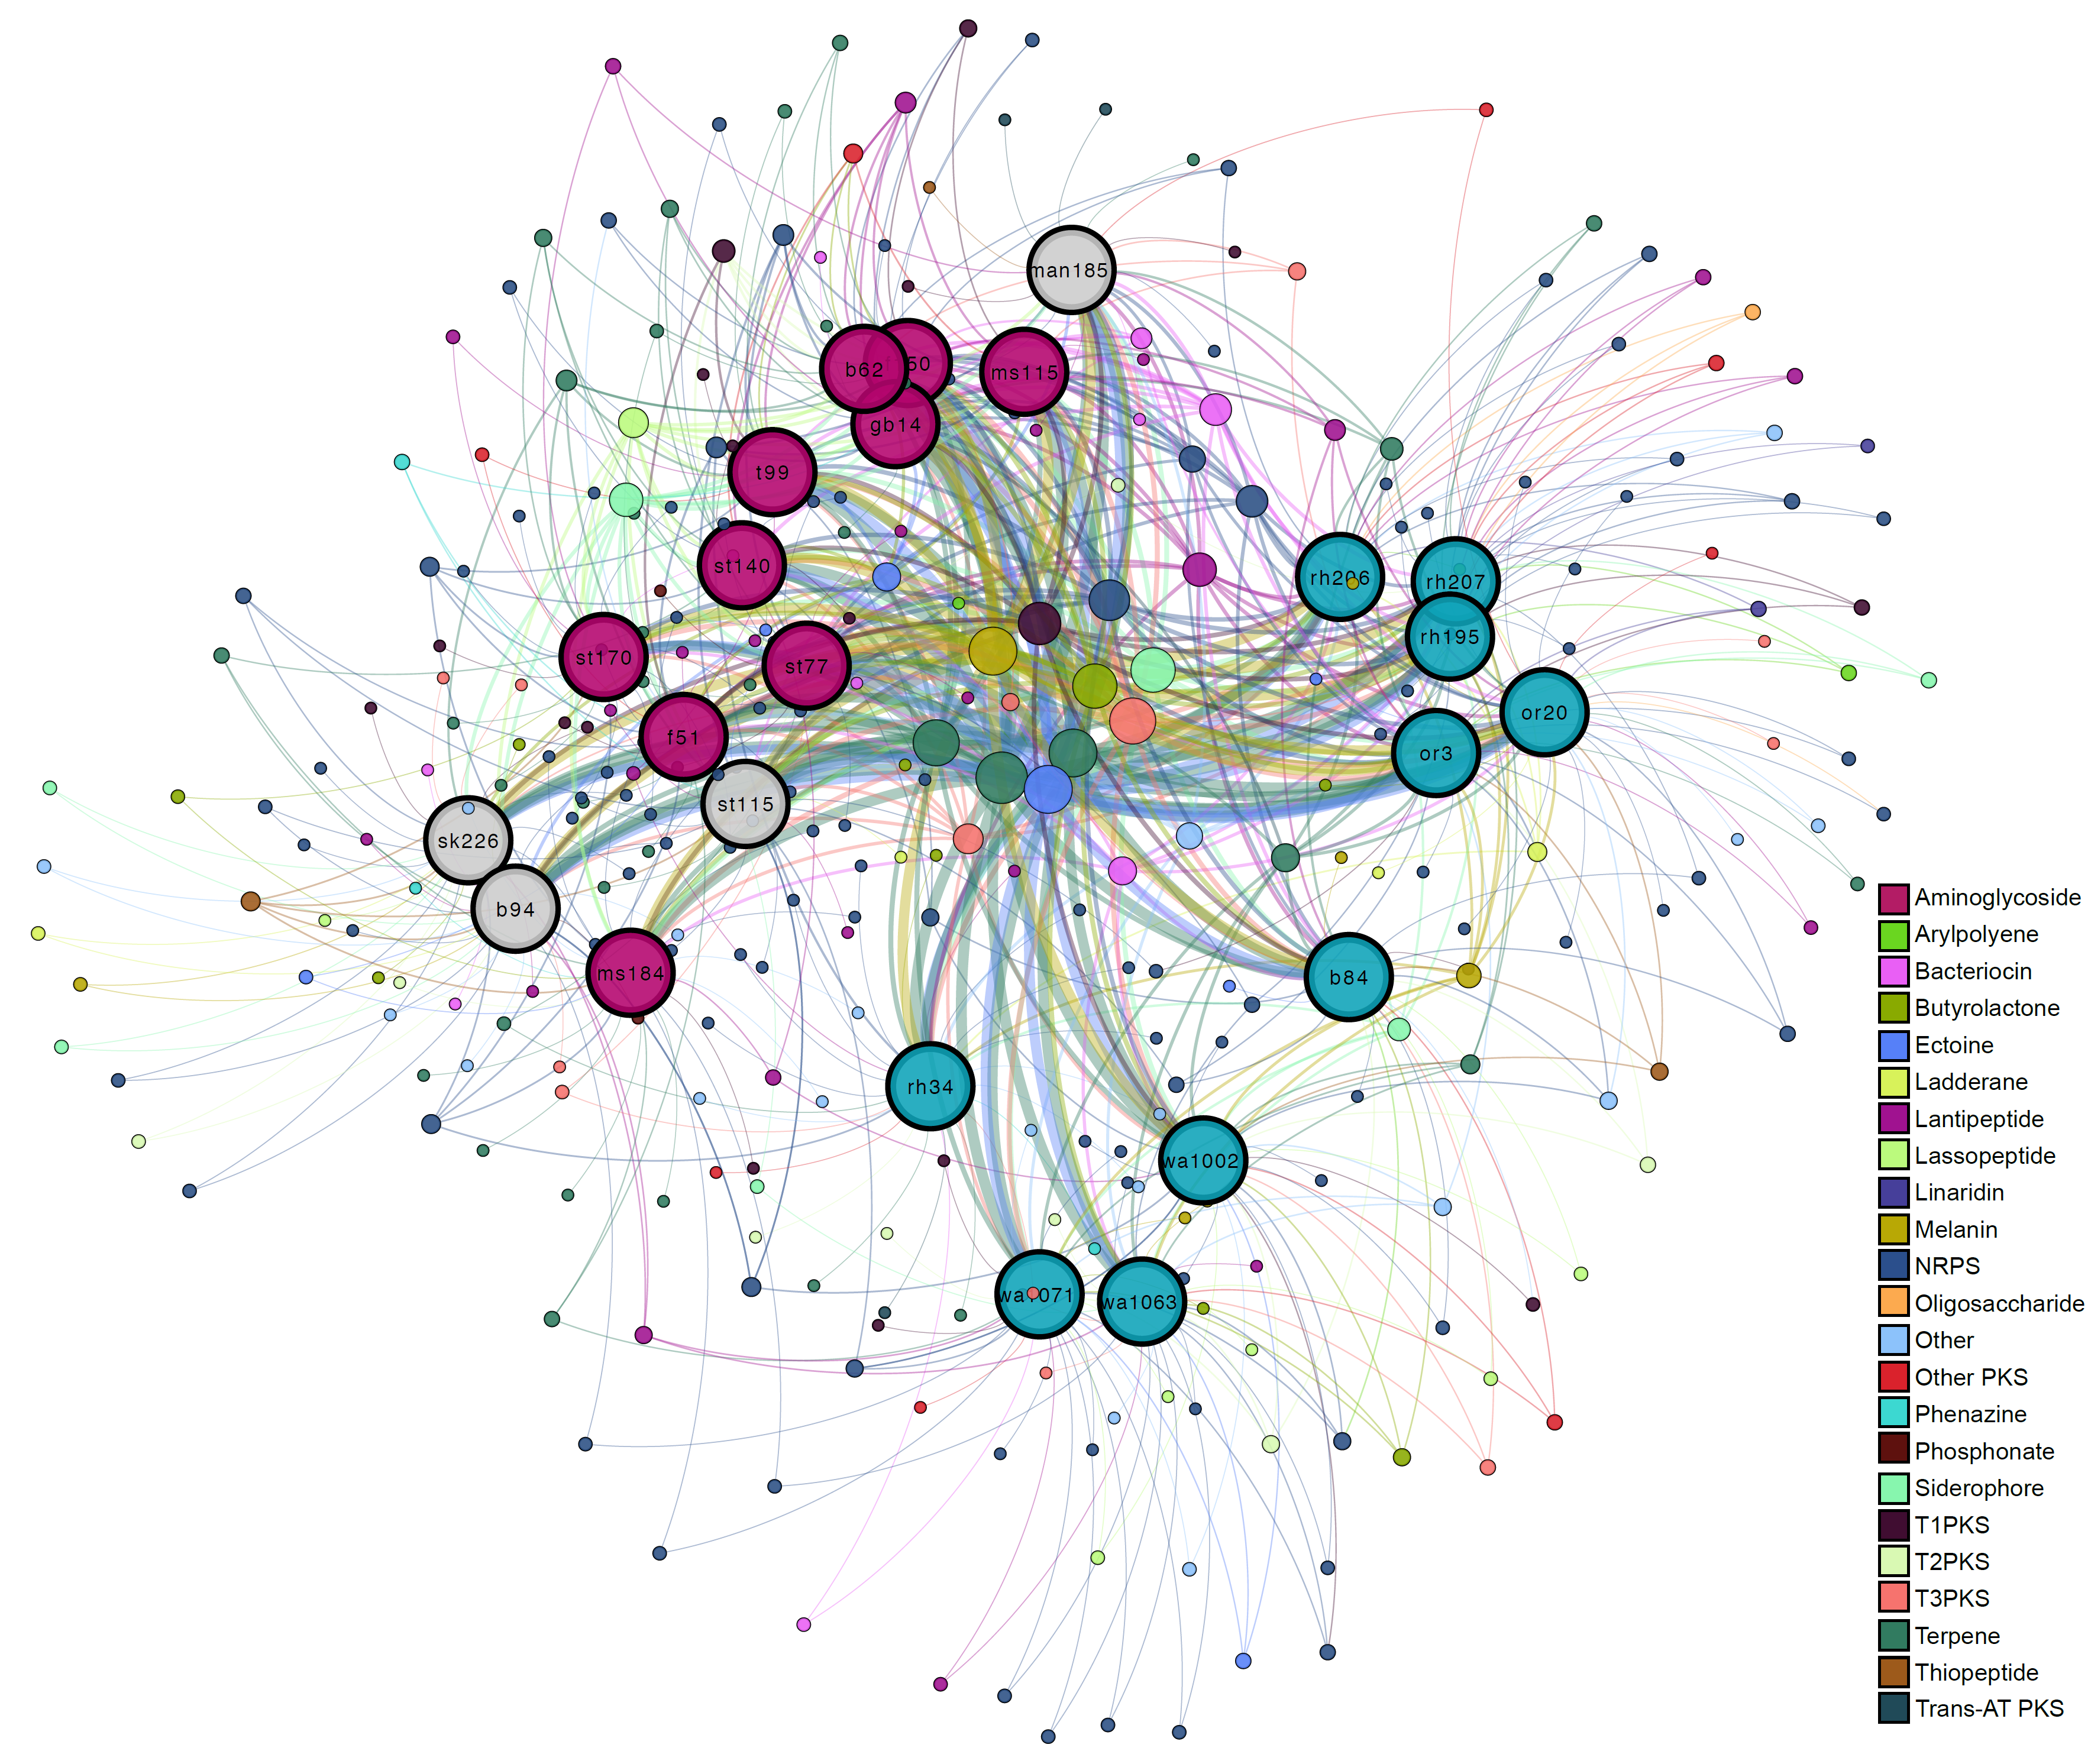 man185
b62
50
ms115
gb14
t99
st140
rh206
rh207
rh195
st170
st77
or20
f51
or3
st115
sk226
b94
ms184
b84
rh34
wa1002
wa1071
wa1063
Aminoglycoside
Arylpolyene
Bacteriocin
Butyrolactone
Ectoine
Ladderane
Lantipeptide
Lassopeptide
Linaridin
Melanin
NRPS
Oligosaccharide
Other
Other PKS
Phenazine
Phosphonate
Siderophore
T1PKS
T2PKS
T3PKS
Terpene
Thiopeptide
Trans-AT PKS